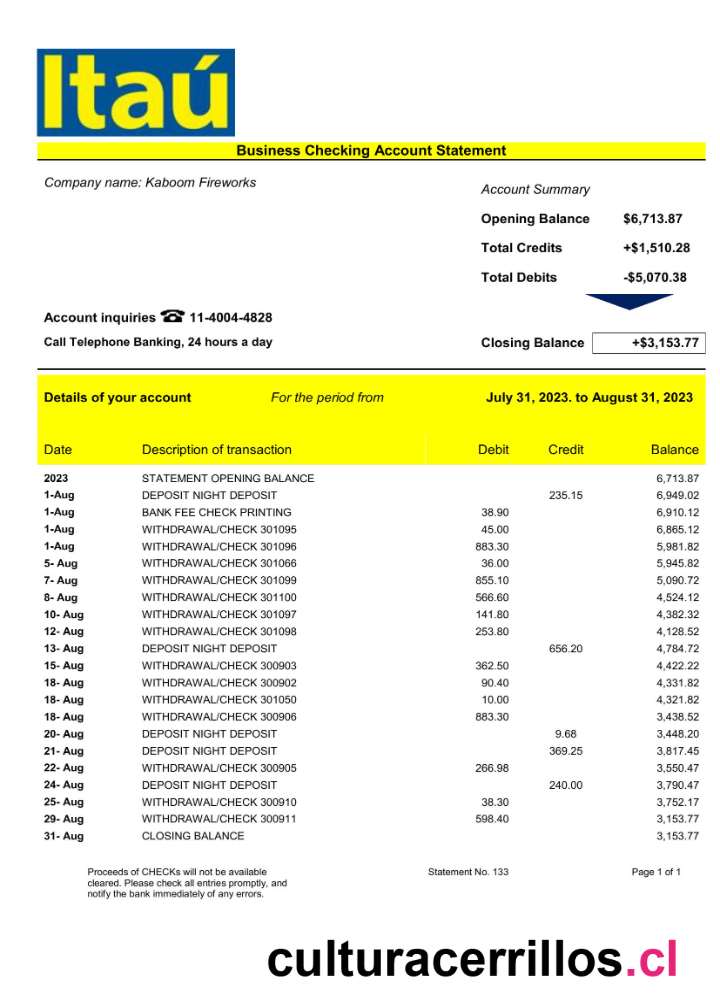 Itaú
Business Checking Account Statement
Company name: Kaboom Fireworks
Account Summary
Opening Balance $6,713.87
Total Credits +$1,510.28
Total Debits -$5,070.38
Account inquiries ☎ 11-4004-4828
Call Telephone Banking, 24 hours a day
Closing Balance +$3,153.77
Details of your account For the period from July 31, 2023. to August 31, 2023
Date Description of transaction Debit Credit Balance
2023 STATEMENT OPENING BALANCE 6,713.87
1-Aug DEPOSIT NIGHT DEPOSIT 235.15 6,949.02
1-Aug BANK FEE CHECK PRINTING 38.90 6,910.12
1-Aug WITHDRAWAL/CHECK 301095 45.00 6,865.12
1-Aug WITHDRAWAL/CHECK 301096 883.30 5,981.82
5- Aug WITHDRAWAL/CHECK 301066 36.00 5,945.82
7- Aug WITHDRAWAL/CHECK 301099 855.10 5,090.72
8- Aug WITHDRAWAL/CHECK 301100 566.60 4,524.12
10- Aug WITHDRAWAL/CHECK 301097 141.80 4,382.32
12- Aug WITHDRAWAL/CHECK 301098 253.80 4,128.52
13- Aug DEPOSIT NIGHT DEPOSIT 656.20 4,784.72
15- Aug WITHDRAWAL/CHECK 300903 362.50 4,422.22
18- Aug WITHDRAWAL/CHECK 300902 90.40 4,331.82
18- Aug WITHDRAWAL/CHECK 301050 10.00 4,321.82
18- Aug WITHDRAWAL/CHECK 300906 883.30 3,438.52
20- Aug DEPOSIT NIGHT DEPOSIT 9.68 3,448.20
21- Aug DEPOSIT NIGHT DEPOSIT 369.25 3,817.45
22- Aug WITHDRAWAL/CHECK 300905 266.98 3,550.47
24- Aug DEPOSIT NIGHT DEPOSIT 240.00 3,790.47
25- Aug WITHDRAWAL/CHECK 300910 38.30 3,752.17
29- Aug WITHDRAWAL/CHECK 300911 598.40 3,153.77
31- Aug CLOSING BALANCE 3,153.77
Proceeds of CHECKs will not be available
cleared. Please check all entries promptly, and
notify the bank immediately of any errors.
Statement No. 133
Page 1 of 1
culturacerrillos.cl